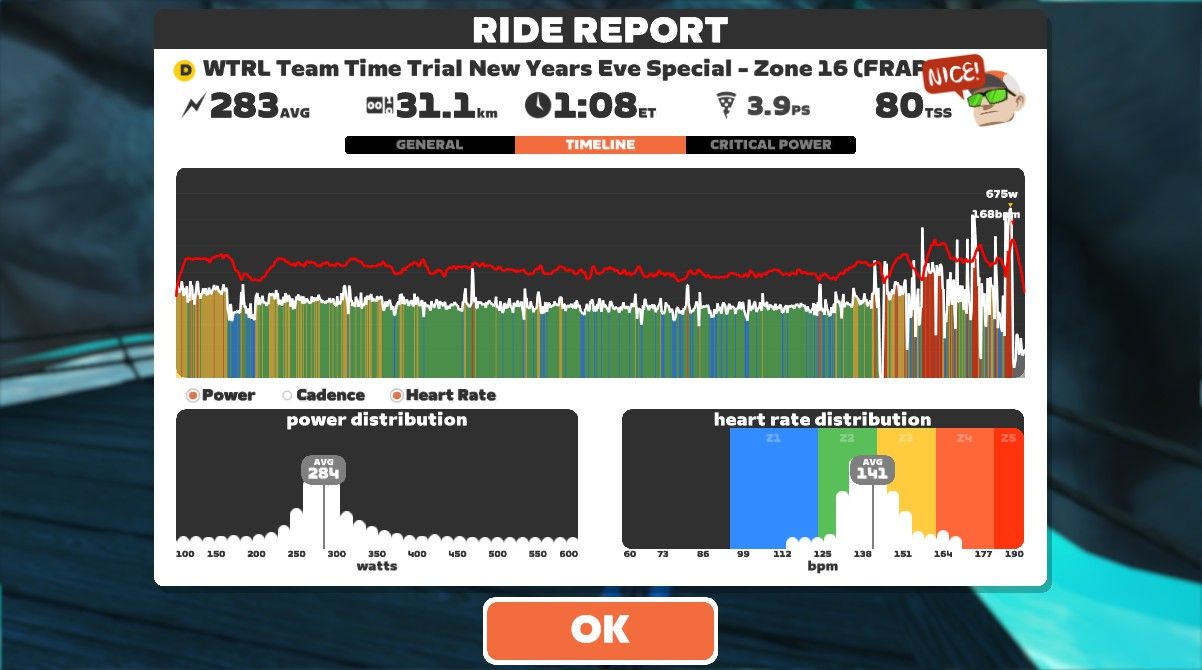 RIDE REPORT
D WTRL Team Time Trial New Years Eve Special - Zone 16 (FRAP
NICE!
283AVG 31.1km 1:08ET 3.9PS 80TSS
GENERAL TIMELINE CRITICAL POWER
675w
168bpm
Power Cadence Heart Rate
power distribution
AVG
284
100 150 200 250 300 350 400 450 500 550 600
watts
heart rate distribution
Z1 Z2 Z3 Z4 Z5
AVG
141
60 73 86 99 112 125 138 151 164 177 190
bpm
OK